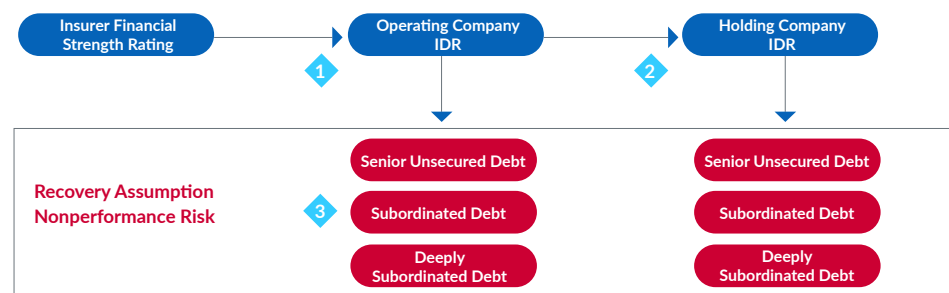 Insurer Financial
Strength Rating
Operating Company
IDR
Holding Company
IDR
1
2
Recovery Assumption
Nonperformance Risk
3
Senior Unsecured Debt
Subordinated Debt
Deeply
Subordinated Debt
Senior Unsecured Debt
Subordinated Debt
Deeply
Subordinated Debt